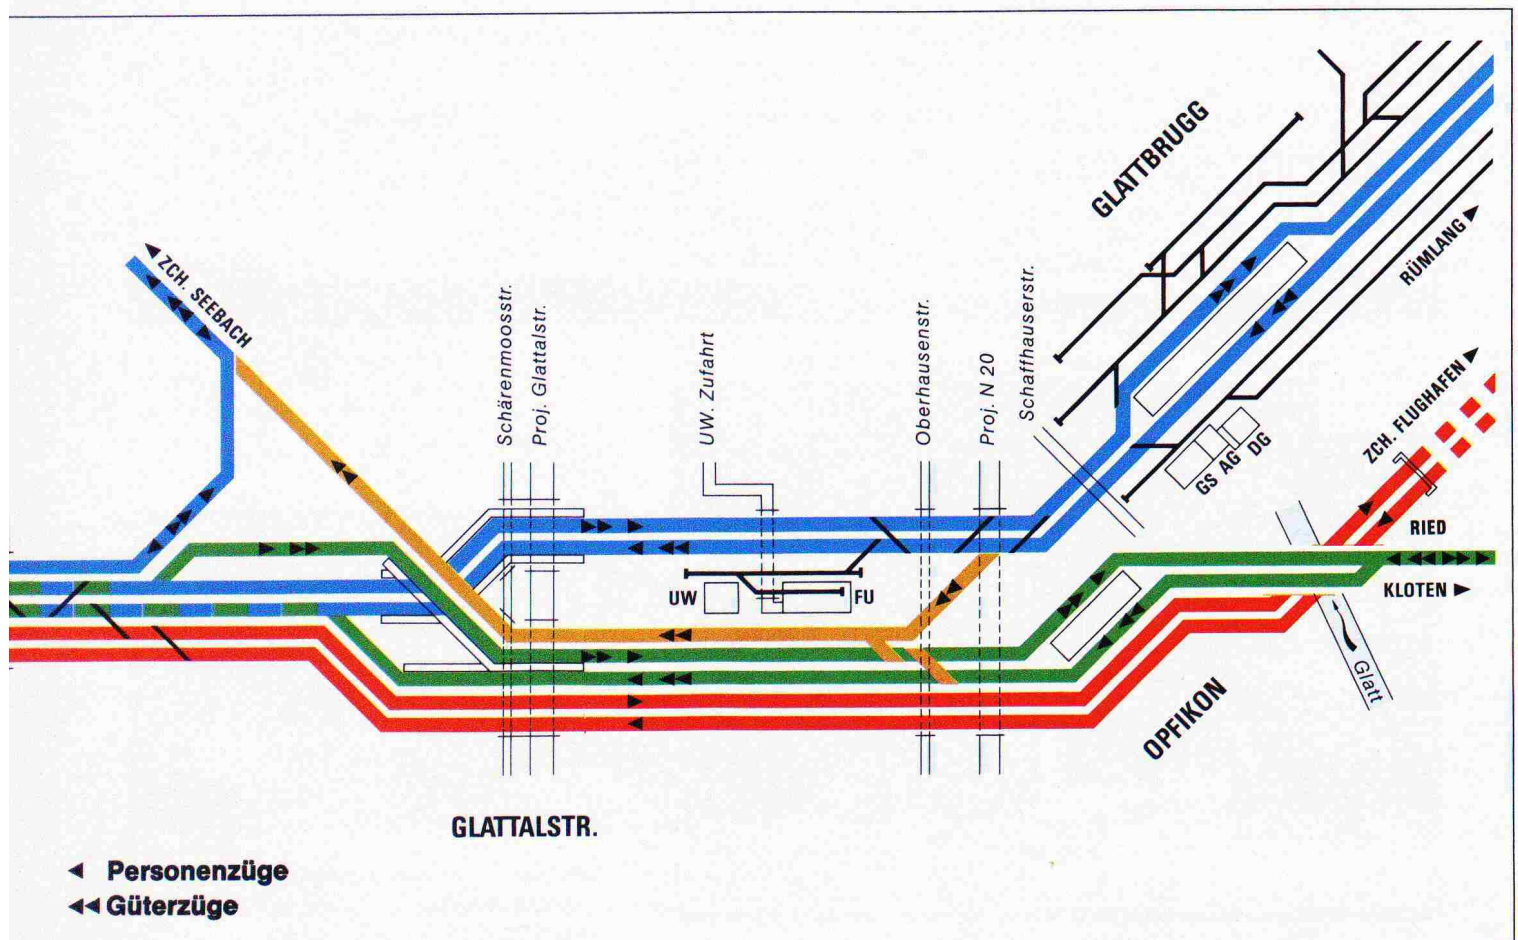 GLATTBRUGG
RÜMLANG
ZCH. SEEBACH
Schärenmoosstr.
Proj. Glattalstr.
UW. Zufahrt
Oberhausenstr.
Proj. N 20
Schaffhauserstr.
ZCH. FLUGHAFEN
GS AG DG
RIED
KLOTEN
UW
FU
Glatt
OPFIKON
GLATTALSTR.
Personenzüge
Güterzüge